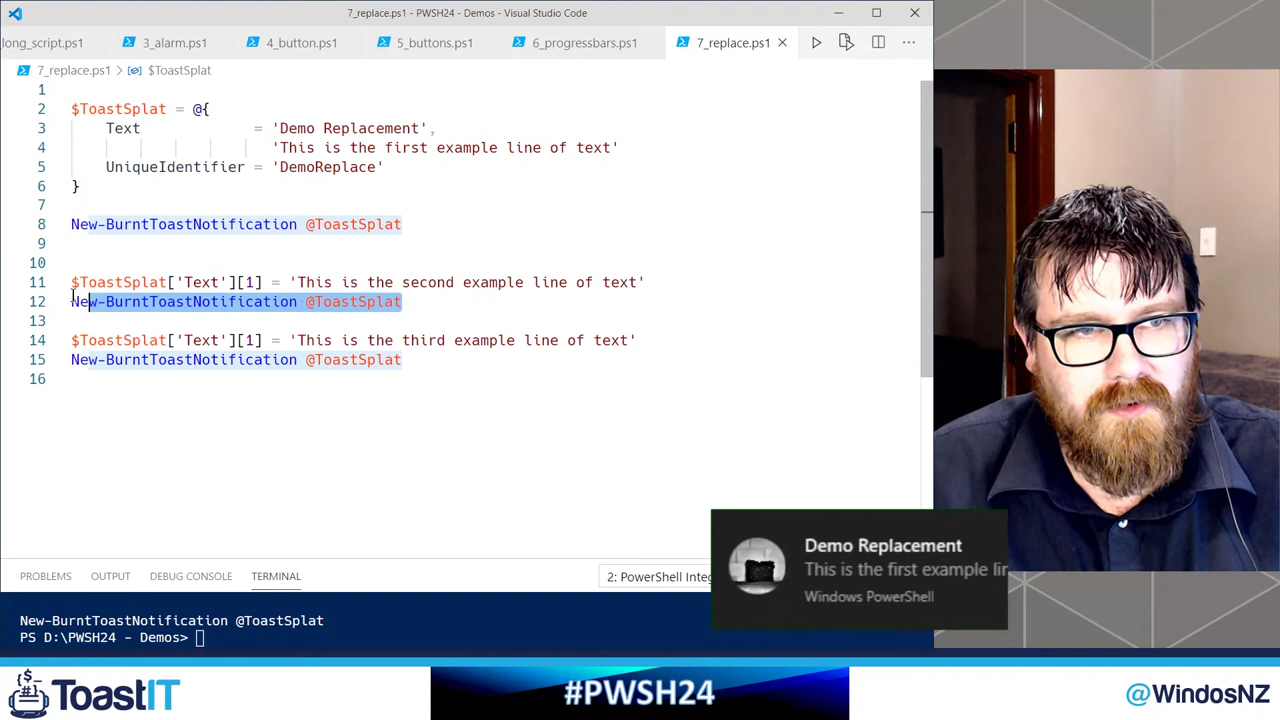 7_replace.ps1 - PWSH24 - Demos - Visual Studio Code
long_script.ps1 3_alarm.ps1 4_button.ps1 5_buttons.ps1 6_progressbars.ps1 7_replace.ps1
7_replace.ps1 > $ToastSplat
1
2 $ToastSplat = @{
3 Text = 'Demo Replacement',
4 'This is the first example line of text'
5 UniqueIdentifier = 'DemoReplace'
6 }
7
8 New-BurntToastNotification @ToastSplat
9
10
11 $ToastSplat['Text'][1] = 'This is the second example line of text'
12 New-BurntToastNotification @ToastSplat
13
14 $ToastSplat['Text'][1] = 'This is the third example line of text'
15 New-BurntToastNotification @ToastSplat
16
PROBLEMS OUTPUT DEBUG CONSOLE TERMINAL 2: PowerShell
New-BurntToastNotification @ToastSplat
PS D:\PWSH24 - Demos>
Demo Replacement
This is the first example
Windows PowerShell
ToastIT
#PWSH24
@WindosNZ